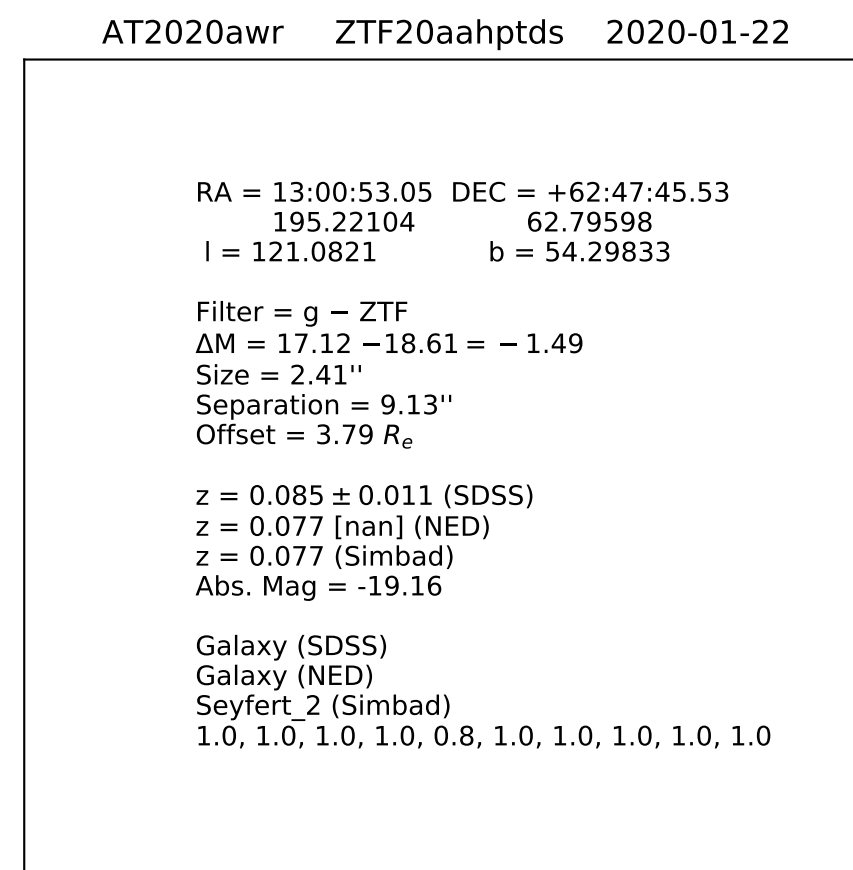 AT2020awr ZTF20aahptds 2020-01-22
RA = 13:00:53.05 DEC = +62:47:45.53
195.22104 62.79598
l = 121.0821 b = 54.29833
Filter = g − ZTF
ΔM = 17.12 −18.61 = − 1.49
Size = 2.41''
Separation = 9.13''
Offset = 3.79 Re
z = 0.085 ± 0.011 (SDSS)
z = 0.077 [nan] (NED)
z = 0.077 (Simbad)
Abs. Mag = -19.16
Galaxy (SDSS)
Galaxy (NED)
Seyfert_2 (Simbad)
1.0, 1.0, 1.0, 1.0, 0.8, 1.0, 1.0, 1.0, 1.0, 1.0